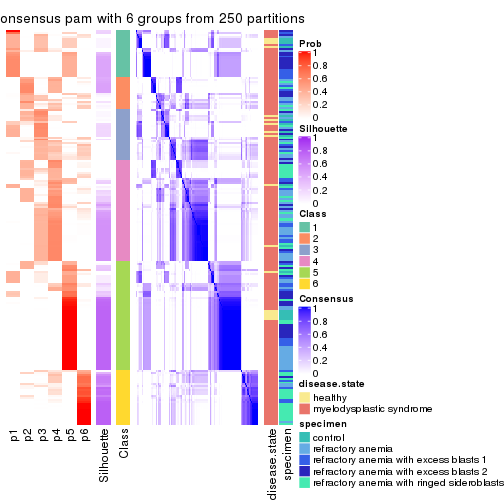 onsensus pam with 6 groups from 250 partitions
Prob
1
0.8
0.6
0.4
0.2
0
Silhouette
1
0.8
0.6
0.4
0.2
0
Class
1
2
3
4
5
6
Consensus
1
0.8
0.6
0.4
0.2
0
disease.state
healthy
myelodysplastic syndrome
specimen
control
refractory anemia
refractory anemia with excess blasts 1
refractory anemia with excess blasts 2
refractory anemia with ringed sideroblasts
p1
p2
p3
p4
p5
p6
Silhouette
Class
disease.state
specimen